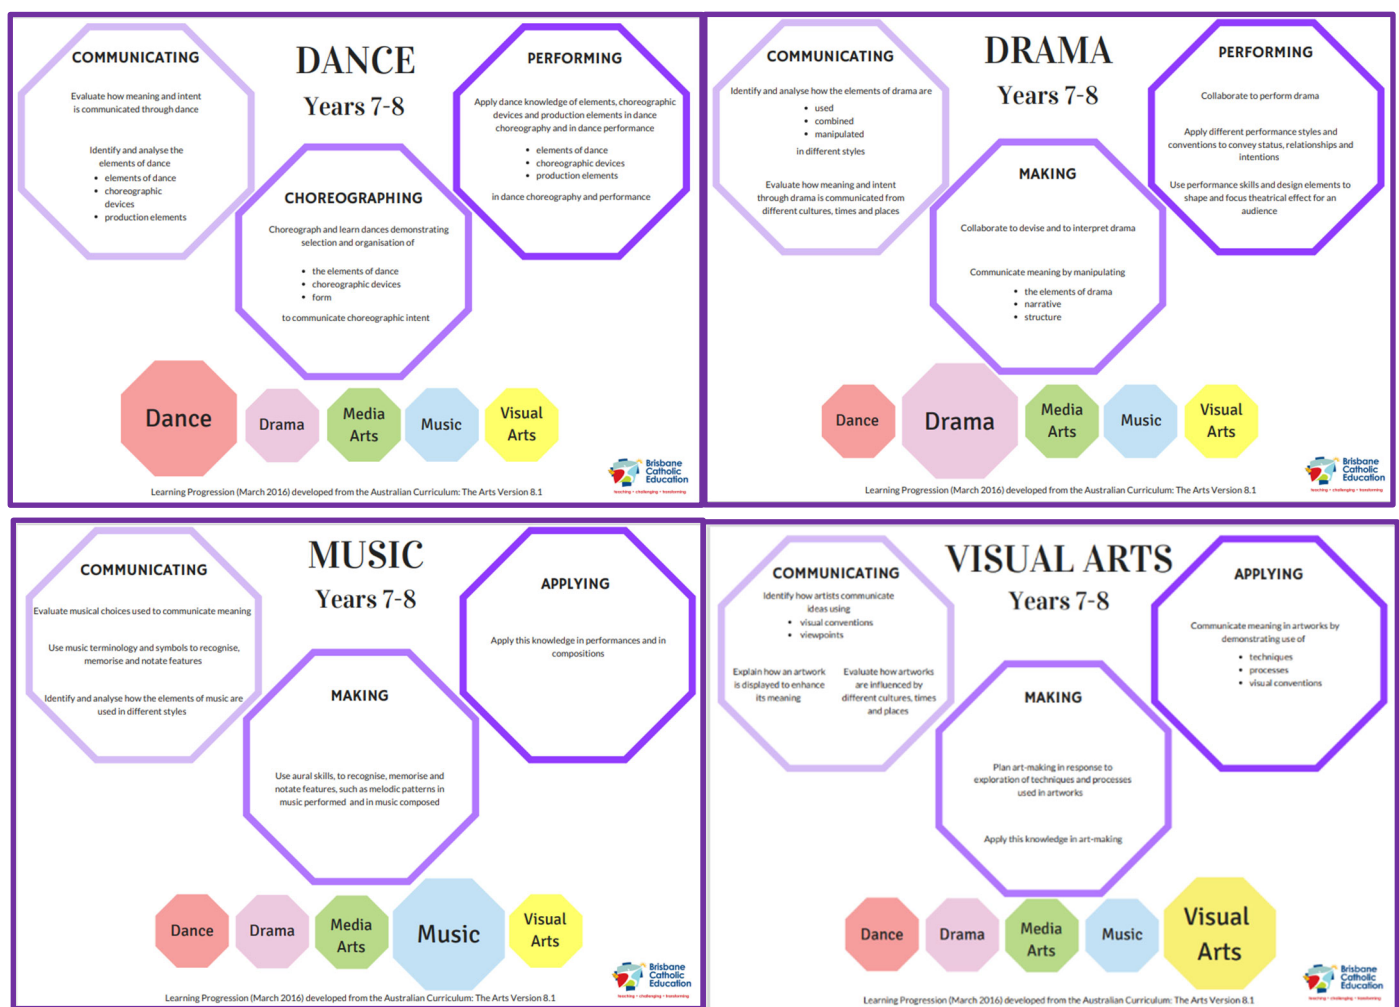 DANCE
Years 7-8
COMMUNICATING
Evaluate how meaning and intent
is communicated through dance
Identify and analyse the
elements of dance
• elements of dance
• choreographic
devices
• production elements
CHOREOGRAPHING
Choreograph and learn dances demonstrating
selection and organisation of
• the elements of dance
• choreographic devices
• form
to communicate choreographic intent
PERFORMING
Apply dance knowledge of elements, choreographic
devices and production elements in dance
choreography and in dance performance
• elements of dance
• choreographic devices
• production elements
in dance choreography and performance
Dance
Drama
Media
Arts
Music
Visual
Arts
Brisbane
Catholic
Education
teaching • challenging • transforming
Learning Progression (March 2016) developed from the Australian Curriculum: The Arts Version 8.1
DRAMA
Years 7-8
COMMUNICATING
Identify and analyse how the elements of drama are
• used
• combined
• manipulated
in different styles
Evaluate how meaning and intent
through drama is communicated from
different cultures, times and places
MAKING
Collaborate to devise and to interpret drama
Communicate meaning by manipulating
• the elements of drama
• narrative
• structure
PERFORMING
Collaborate to perform drama
Apply different performance styles and
conventions to convey status, relationships and
intentions
Use performance skills and design elements to
shape and focus theatrical effect for an
audience
Dance
Drama
Media
Arts
Music
Visual
Arts
Brisbane
Catholic
Education
teaching • challenging • transforming
Learning Progression (March 2016) developed from the Australian Curriculum: The Arts Version 8.1
MUSIC
Years 7-8
COMMUNICATING
Evaluate musical choices used to communicate meaning
Use music terminology and symbols to recognise,
memorise and notate features
Identify and analyse how the elements of music are
used in different styles
MAKING
Use aural skills, to recognise, memorise and
notate features, such as melodic patterns in
music performed and in music composed
APPLYING
Apply this knowledge in performances and in
compositions
Dance
Drama
Media
Arts
Music
Visual
Arts
Brisbane
Catholic
Education
teaching • challenging • transforming
Learning Progression (March 2016) developed from the Australian Curriculum: The Arts Version 8.1
VISUAL ARTS
Years 7-8
COMMUNICATING
Identify how artists communicate
ideas using
• visual conventions
• viewpoints
Explain how an artwork
is displayed to enhance
its meaning
Evaluate how artworks
are influenced by
different cultures, times
and places
MAKING
Plan art-making in response to
exploration of techniques and processes
used in artworks
Apply this knowledge in art-making
APPLYING
Communicate meaning in artworks by
demonstrating use of
• techniques
• processes
• visual conventions
Dance
Drama
Media
Arts
Music
Visual
Arts
Brisbane
Catholic
Education
teaching • challenging • transforming
Learning Progression (March 2016) developed from the Australian Curriculum: The Arts Version 8.1